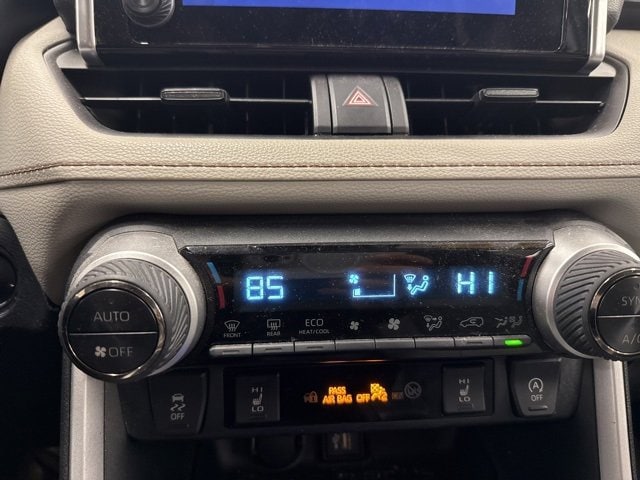 85 HI
FRONT REAR ECO HEAT/COOL
AUTO
OFF
SYN
A/C
HI
LO
PASS
AIR BAG OFF
HI
LO
OFF